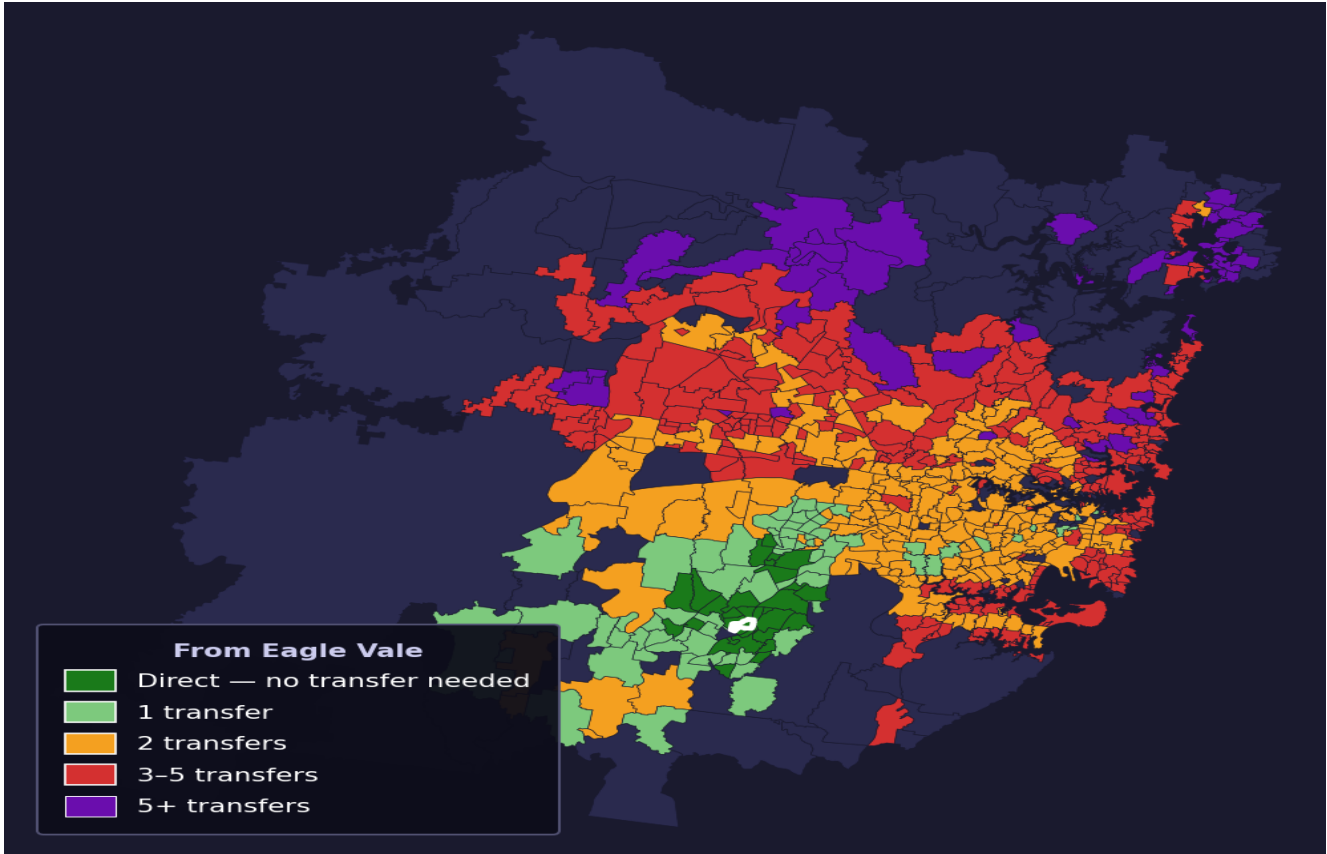 From Eagle Vale
Direct — no transfer needed
1 transfer
2 transfers
3–5 transfers
5+ transfers